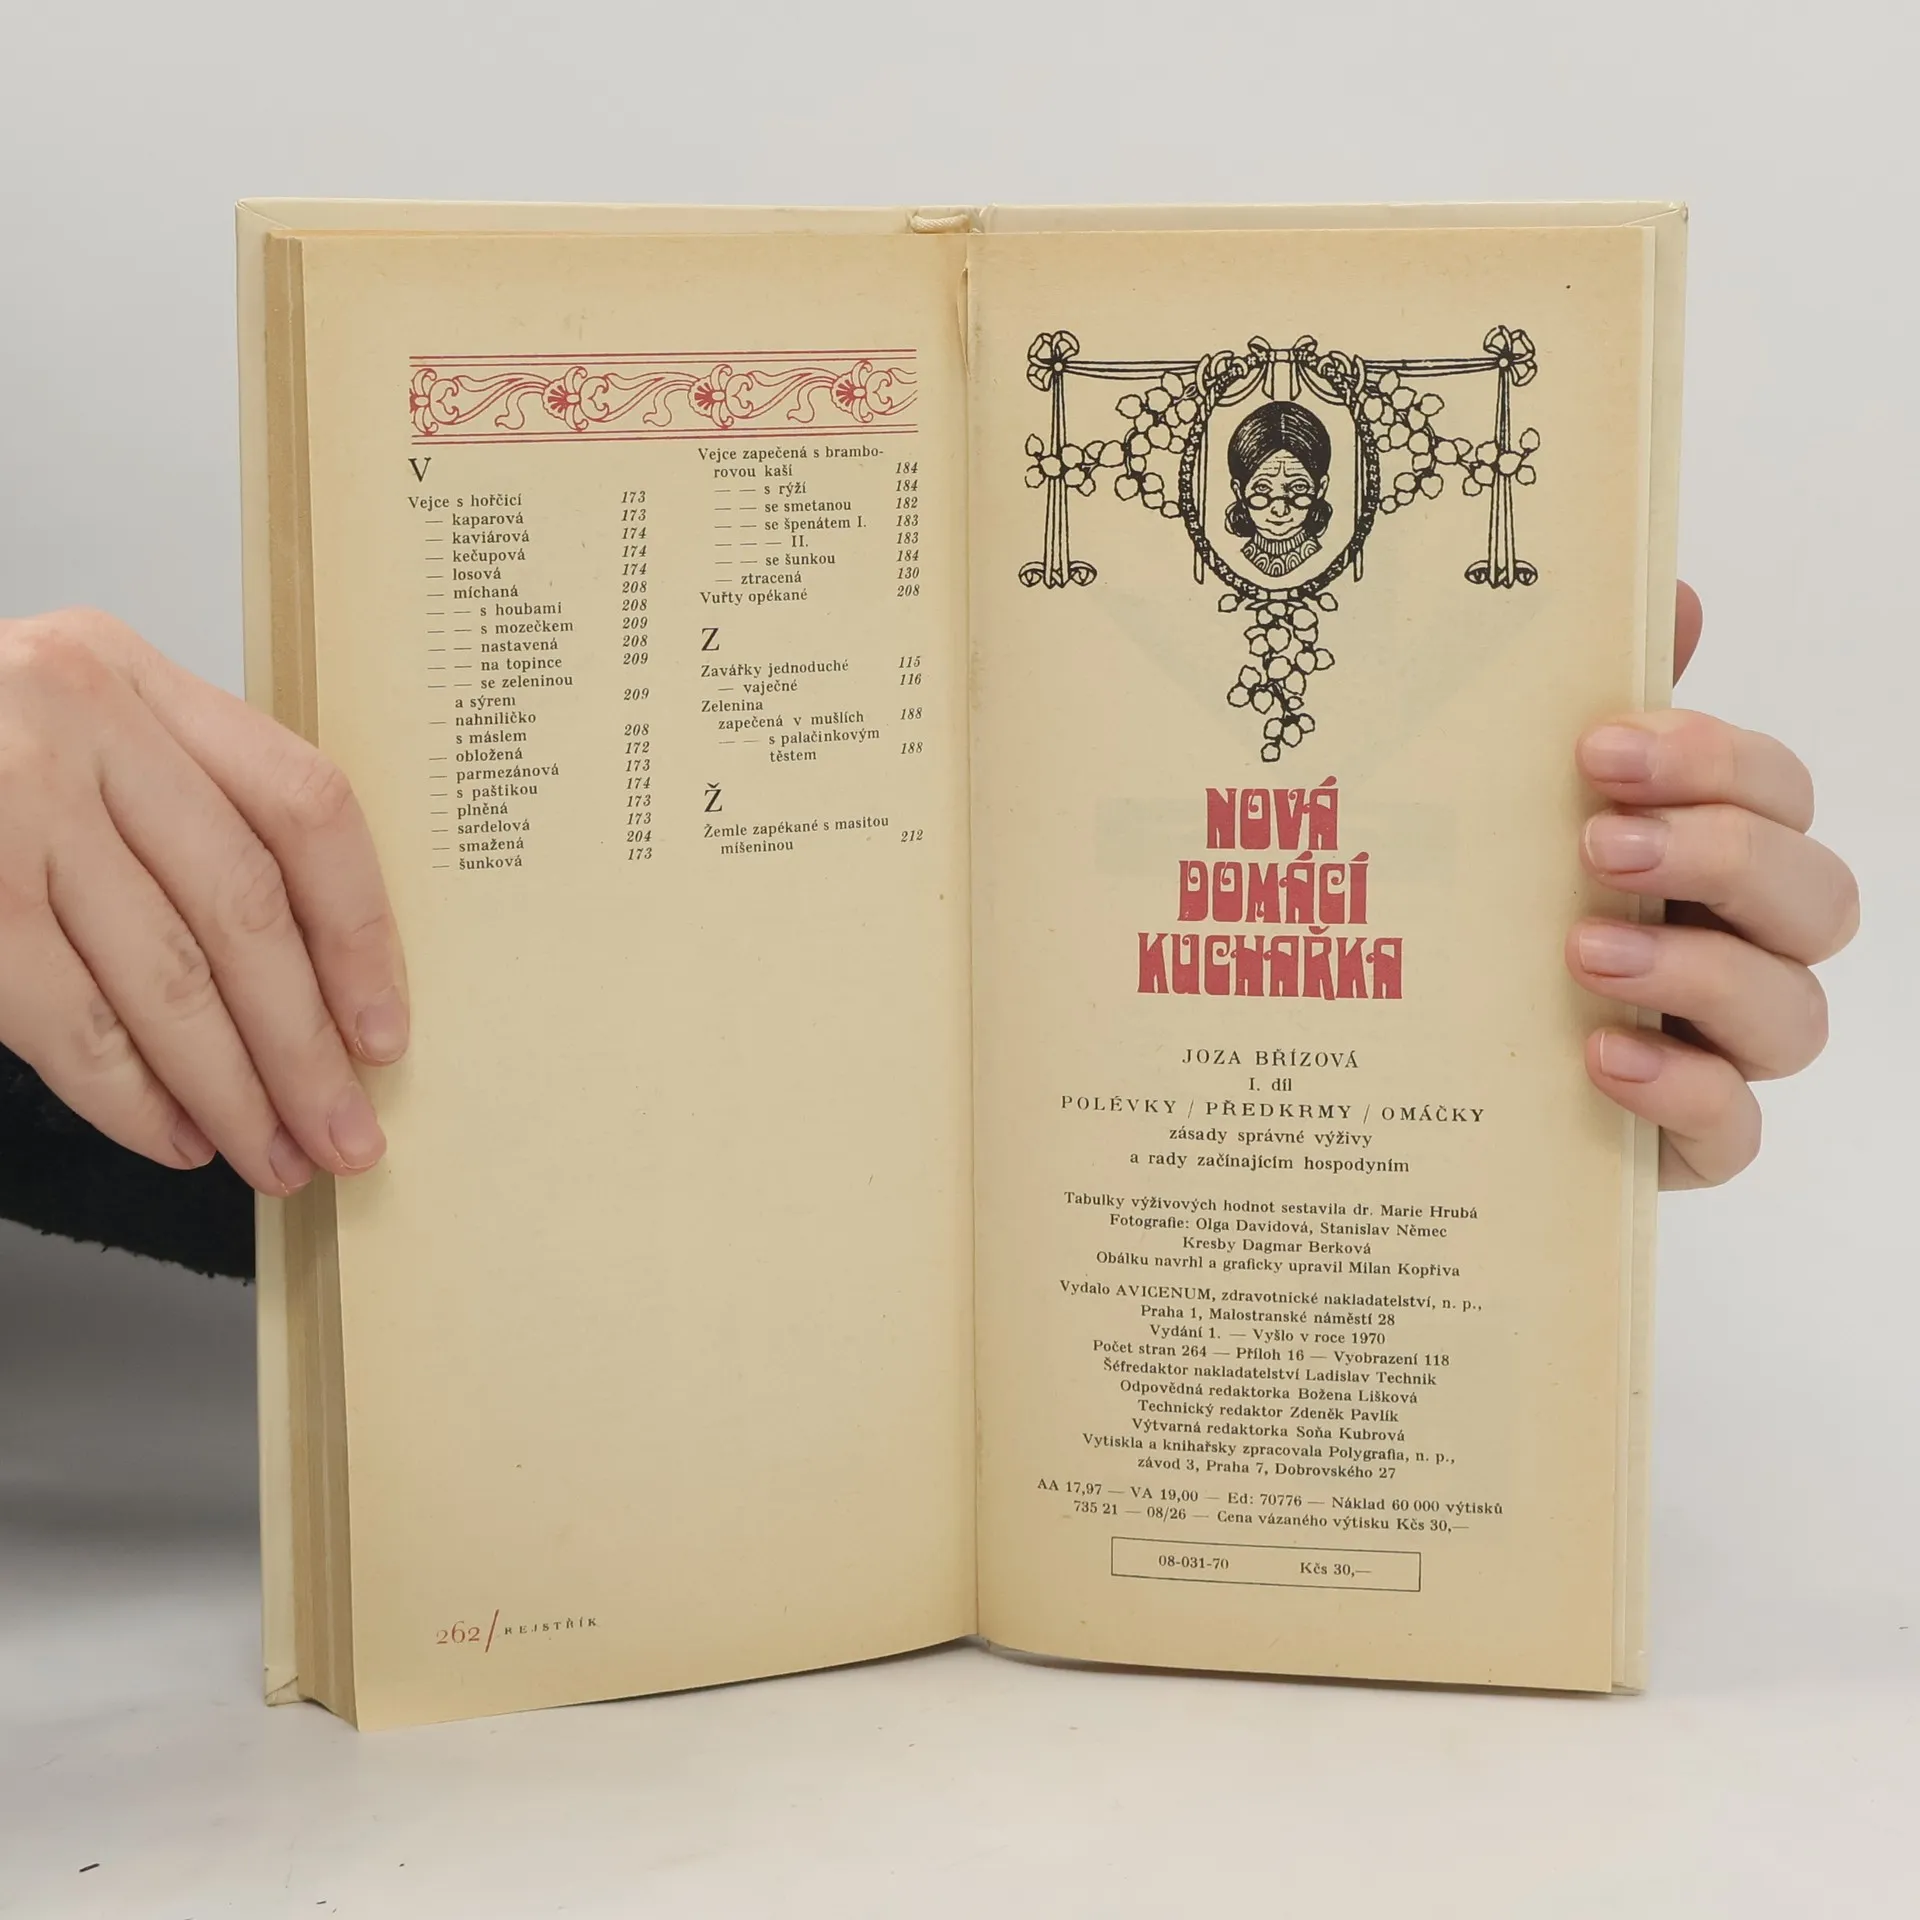 V
Vejce s hořčicí 173
— kaparová 173
— kaviárová 174
— kečupová 174
— losová 174
— míchaná 208
— — s houbami 208
— — s mozečkem 209
— — nastavená 208
— — na topince 209
— — se zeleninou
a sýrem 209
— nahniličko
s máslem 208
— obložená 172
— parmezánová 173
— s paštikou 174
— plněná 173
— sardelová 173
— smažená 204
— šunková 173
Vejce zapečená s brambo-
rovou kaší 184
— — s rýží 184
— — se smetanou 182
— — se špenátem I. 183
— — — II. 183
— — se šunkou 184
— ztracená 130
Vuřty opékané 208
Z
Zavářky jednoduché 115
— vaječné 116
Zelenina
zapečená v mušlích 188
— — s palačinkovým
těstem 188
Ž
Žemle zapékané s masitou
míšeninou 212
262/REJSTŘÍK
NOVÁ
DOMÁCÍ
KUCHAŘKA
JOZA BŘÍZOVÁ
I. díl
POLÉVKY / PŘEDKRMY / OMÁČKY
zásady správné výživy
a rady začínajícím hospodyním
Tabulky výživových hodnot sestavila dr. Marie Hrubá
Fotografie: Olga Davidová, Stanislav Němec
Kresby Dagmar Berková
Obálku navrhl a graficky upravil Milan Kopřiva
Vydalo AVICENUM, zdravotnické nakladatelství, n. p.,
Praha 1, Malostranské náměstí 28
Vydání 1. — Vyšlo v roce 1970
Počet stran 264 — Příloh 16 — Vyobrazení 118
Šéfredaktor nakladatelství Ladislav Technik
Odpovědná redaktorka Božena Lišková
Technický redaktor Zdeněk Pavlík
Výtvarná redaktorka Soňa Kubrová
Vytiskla a knihařsky zpracovala Polygrafia, n. p.,
závod 3, Praha 7, Dobrovského 27
AA 17,97 — VA 19,00 — Ed: 70776 — Náklad 60 000 výtisků
735 21 — 08/26 — Cena vázaného výtisku Kčs 30,—
08-031-70 Kčs 30,—